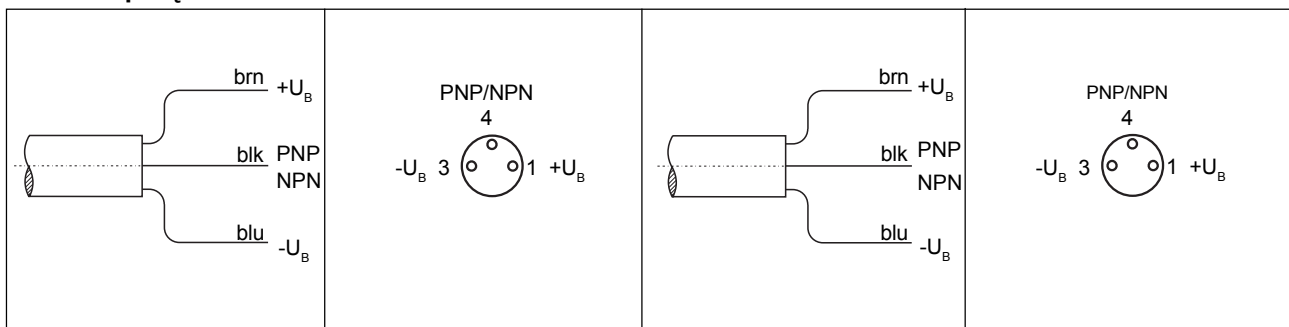 brn +U_B
blk PNP
NPN
blu -U_B
PNP/NPN
4
-U_B 3 1 +U_B
brn +U_B
blk PNP
NPN
blu -U_B
PNP/NPN
4
-U_B 3 1 +U_B